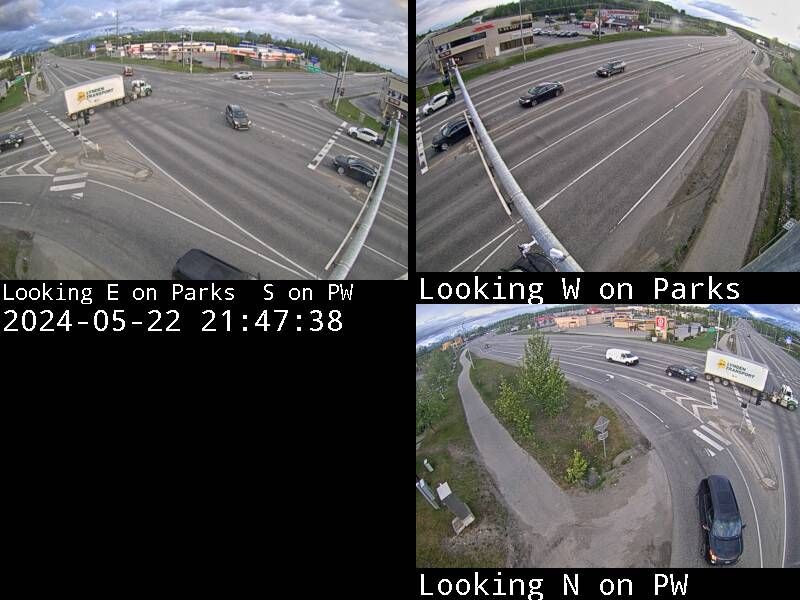 LYNDEN
TRANSPORT
Looking E on Parks  S on PW
2024-05-22 21:47:38
Looking W on Parks
LYNDEN
TRANSPORT
Looking N on PW